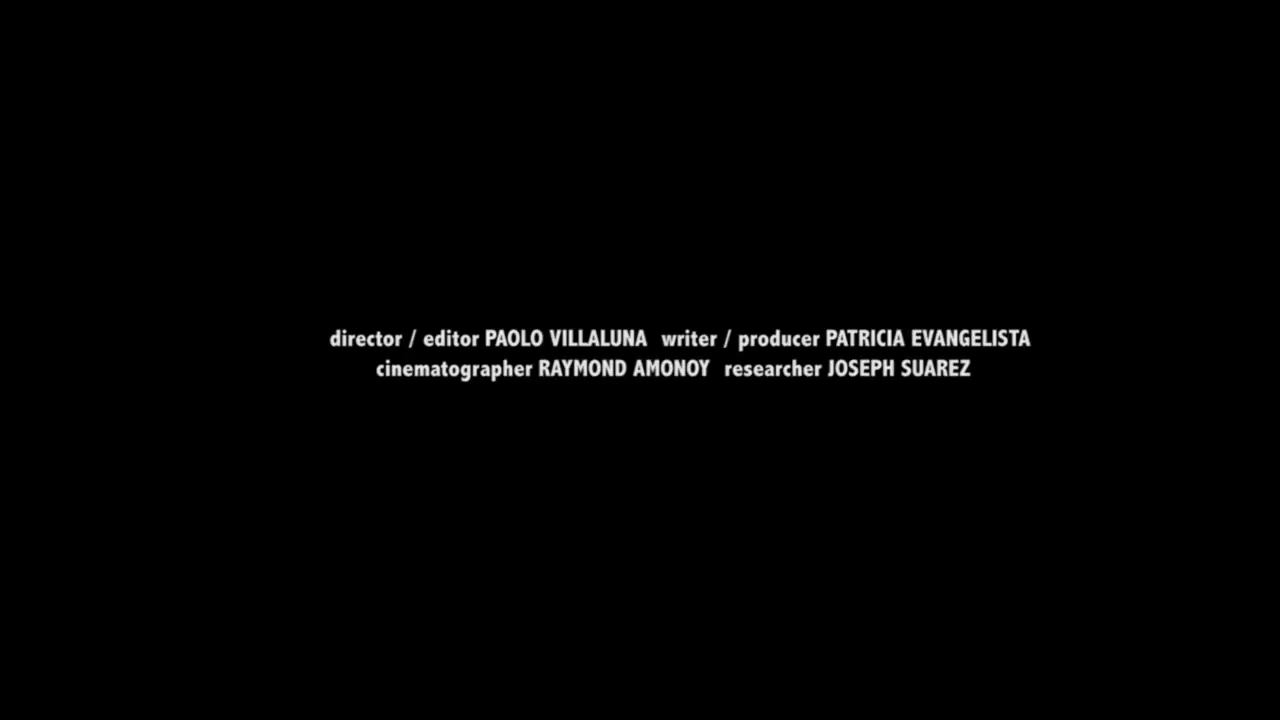 director / editor PAOLO VILLALUNA writer / producer PATRICIA EVANGELISTA
cinematographer RAYMOND AMONOY researcher JOSEPH SUAREZ